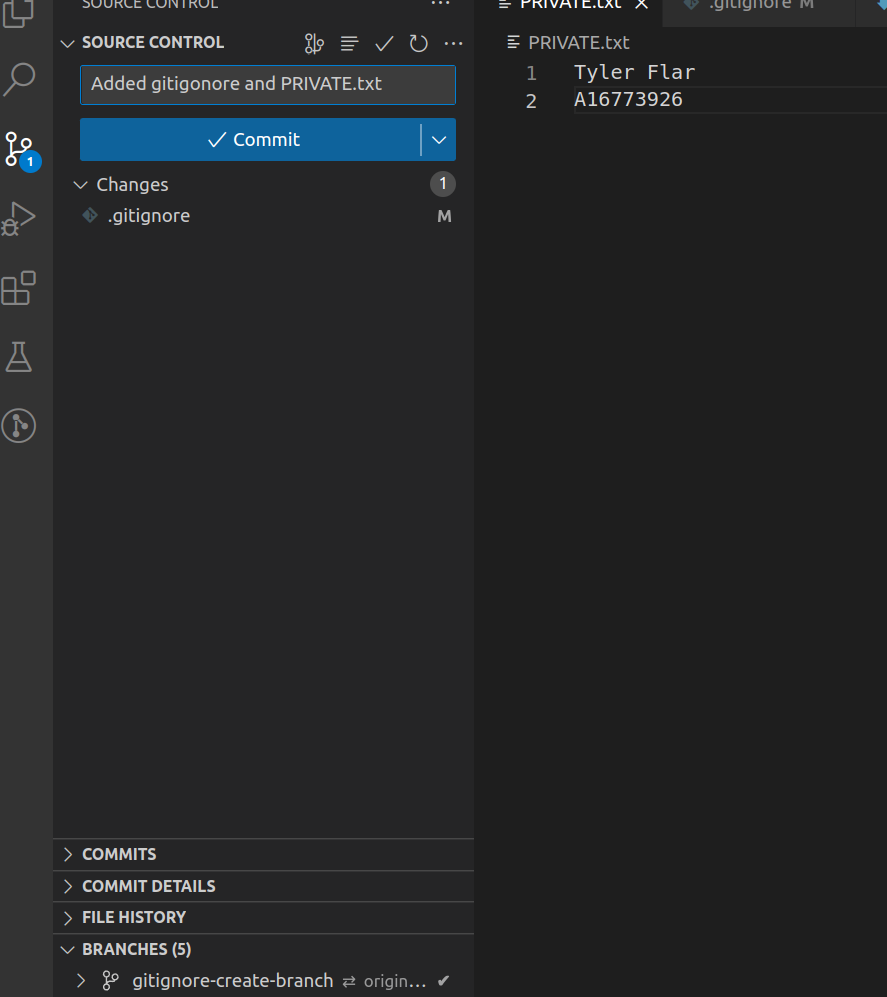 SOURCE CONTROL
...
SOURCE CONTROL
...
Added gitigonore and PRIVATE.txt
Commit
Changes 1
.gitignore M
COMMITS
COMMIT DETAILS
FILE HISTORY
BRANCHES (5)
gitignore-create-branch ⇄ origin... ✔
1
PRIVATE.txt
.gitignore M
PRIVATE.txt
1 Tyler Flar
2 A16773926